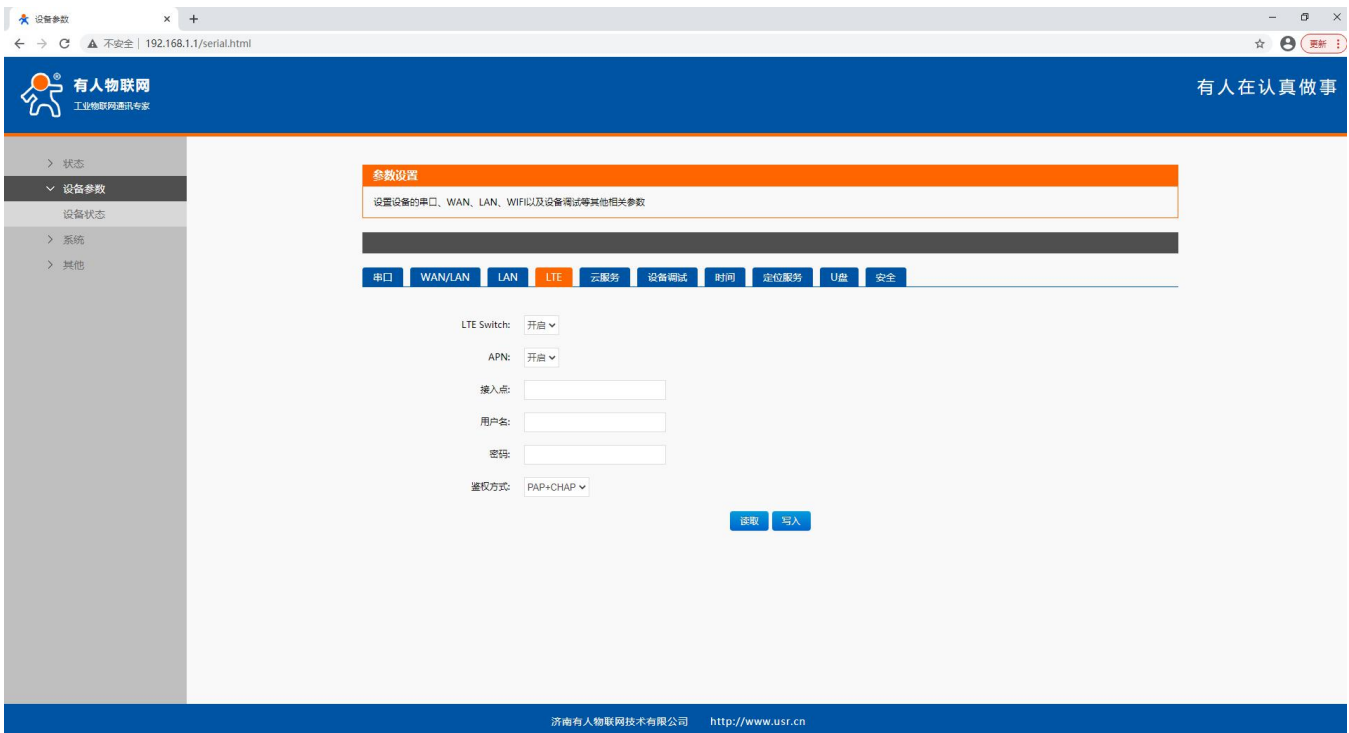 设备参数
不安全 192.168.1.1/serial.html
更新
有人物联网
工业物联网通讯专家
有人在认真做事
状态
设备参数
设备状态
系统
其他
参数设置
设置设备的串口、WAN、LAN、WIFI以及设备调试等其他相关参数
串口 WAN/LAN LAN LTE 云服务 设备调试 时间 定位服务 U盘 安全
LTE Switch: 开启
APN: 开启
接入点:
用户名:
密码:
鉴权方式: PAP+CHAP
读取 写入
济南有人物联网技术有限公司 http://www.usr.cn